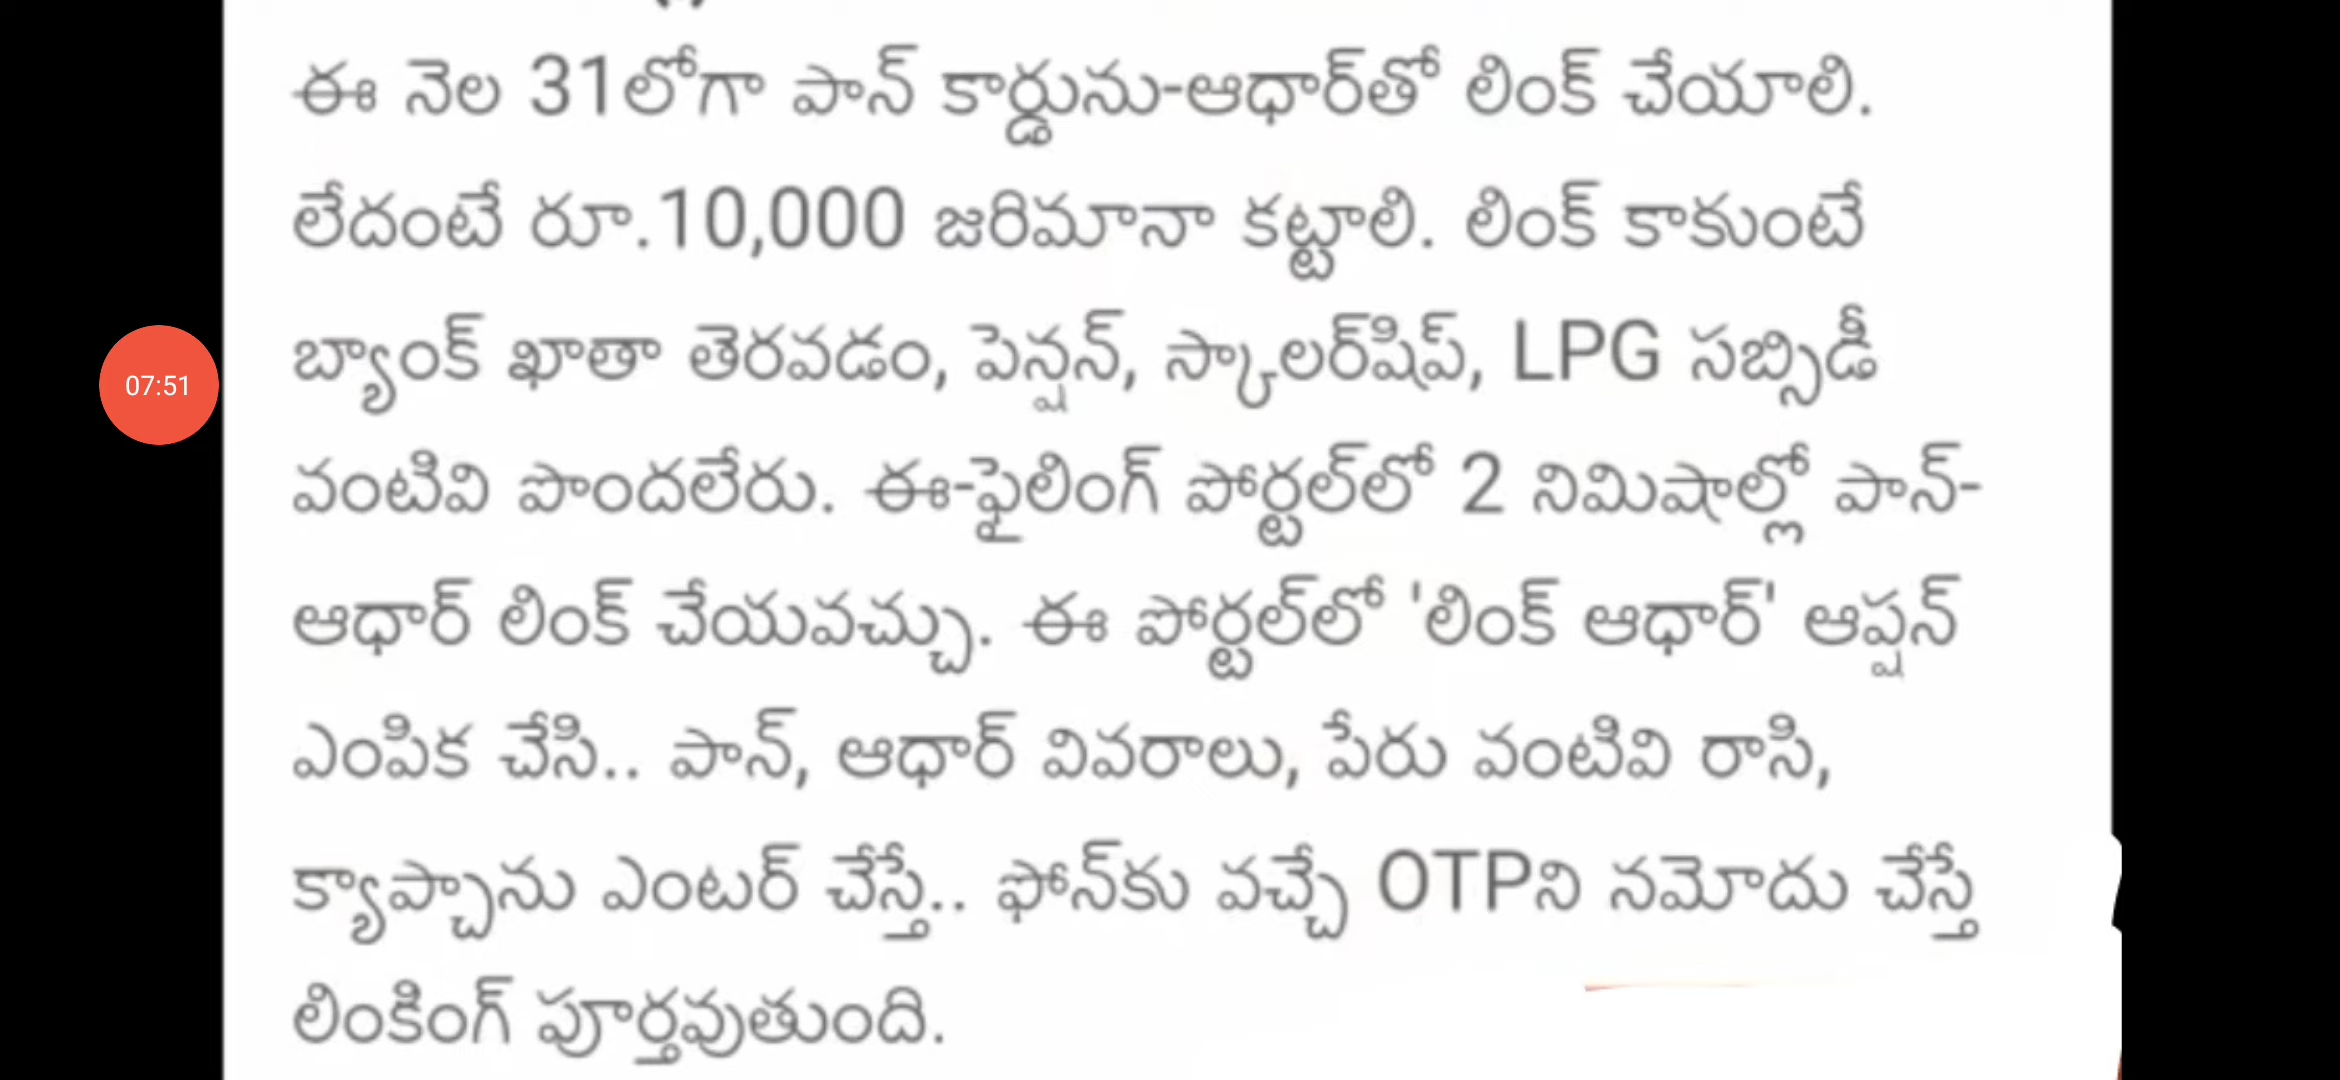 ఈ నెల 31లోగా పాన్ కార్డును-ఆధార్‌తో లింక్ చేయాలి.
లేదంటే రూ.10,000 జరిమానా కట్టాలి. లింక్ కాకుంటే
బ్యాంక్ ఖాతా తెరవడం, పెన్షన్, స్కాలర్‌షిప్, LPG సబ్సిడీ
07:51
వంటివి పొందలేరు. ఈ-ఫైలింగ్ పోర్టల్‌లో 2 నిమిషాల్లో పాన్-
ఆధార్ లింక్ చేయవచ్చు. ఈ పోర్టల్‌లో 'లింక్ ఆధార్' ఆప్షన్
ఎంపిక చేసి.. పాన్, ఆధార్ వివరాలు, పేరు వంటివి రాసి,
క్యాప్చాను ఎంటర్ చేస్తే.. ఫోన్‌కు వచ్చే OTPని నమోదు చేస్తే
లింకింగ్ పూర్తవుతుంది.